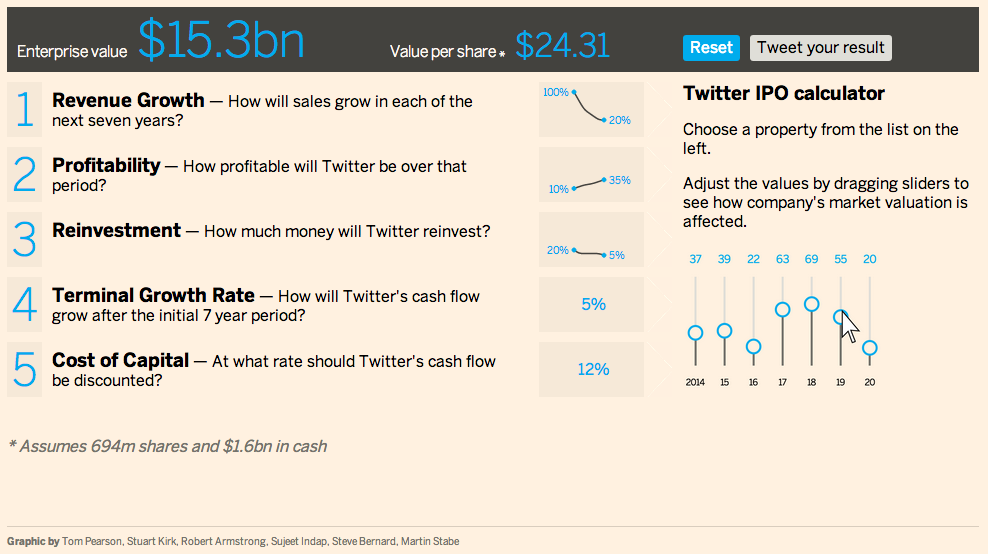 Enterprise value $15.3bn Value per share * $24.31 Reset Tweet your result
1 Revenue Growth — How will sales grow in each of the
next seven years?
100%
20%
2 Profitability — How profitable will Twitter be over that
period?
10%
35%
3 Reinvestment — How much money will Twitter reinvest?
20%
5%
4 Terminal Growth Rate — How will Twitter's cash flow
grow after the initial 7 year period?
5%
5 Cost of Capital — At what rate should Twitter's cash flow
be discounted?
12%
Twitter IPO calculator
Choose a property from the list on the
left.
Adjust the values by dragging sliders to
see how company's market valuation is
affected.
37 39 22 63 69 55 20
2014 15 16 17 18 19 20
* Assumes 694m shares and $1.6bn in cash
Graphic by Tom Pearson, Stuart Kirk, Robert Armstrong, Sujeet Indap, Steve Bernard, Martin Stabe